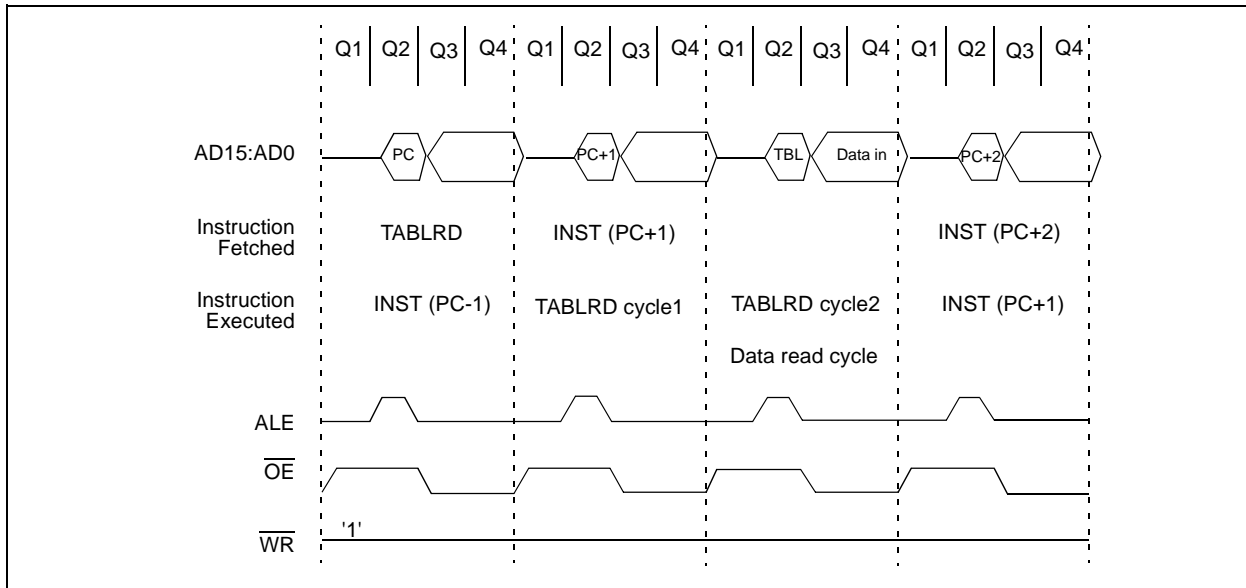 Q1 Q2 Q3 Q4 Q1 Q2 Q3 Q4 Q1 Q2 Q3 Q4 Q1 Q2 Q3 Q4
AD15:AD0 PC PC+1 TBL Data in PC+2
Instruction
Fetched
TABLRD INST (PC+1) INST (PC+2)
Instruction
Executed
INST (PC-1) TABLRD cycle1 TABLRD cycle2 INST (PC+1)
Data read cycle
ALE
OE
'1'
WR